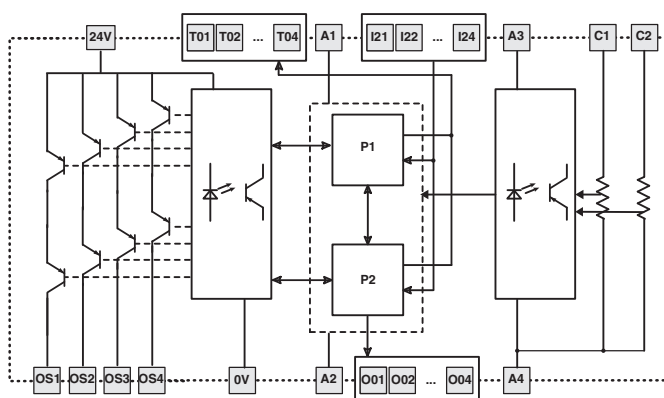 24V T01 T02 ... T04 A1 I21 I22 ... I24 A3 C1 C2
P1
P2
OS1 OS2 OS3 OS4 0V A2 O01 O02 ... O04 A4